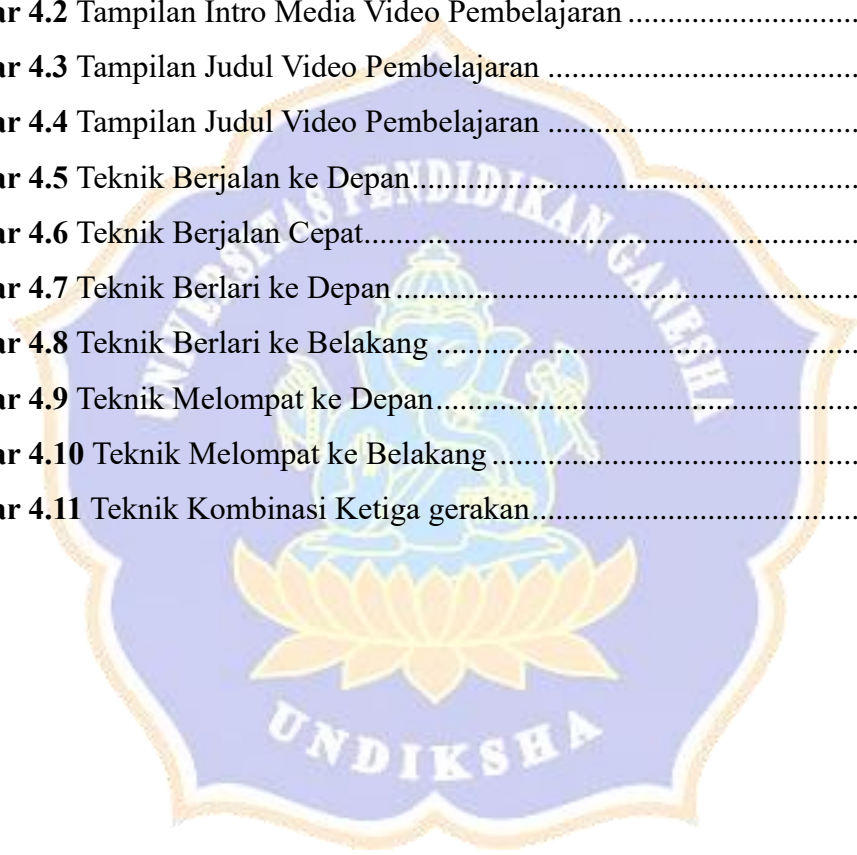 ar 4.2 Tampilan Intro Media Video Pembelajaran ..............................
ar 4.3 Tampilan Judul Video Pembelajaran ........................................
ar 4.4 Tampilan Judul Video Pembelajaran ........................................
ar 4.5 Teknik Berjalan ke Depan.........................................................
ar 4.6 Teknik Berjalan Cepat...............................................................
ar 4.7 Teknik Berlari ke Depan ...........................................................
ar 4.8 Teknik Berlari ke Belakang ......................................................
ar 4.9 Teknik Melompat ke Depan......................................................
ar 4.10 Teknik Melompat ke Belakang ...............................................
ar 4.11 Teknik Kombinasi Ketiga gerakan..........................................
UNIVERSITAS PENDIDIKAN GANESHA
UNDIKSHA